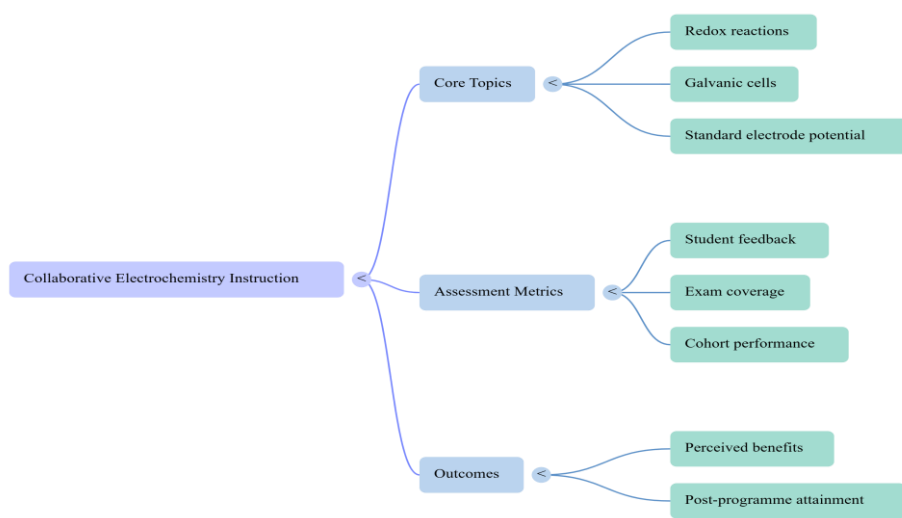 Collaborative Electrochemistry Instruction
<
Core Topics
<
Redox reactions
Galvanic cells
Standard electrode potential
Assessment Metrics
<
Student feedback
Exam coverage
Cohort performance
Outcomes
<
Perceived benefits
Post-programme attainment